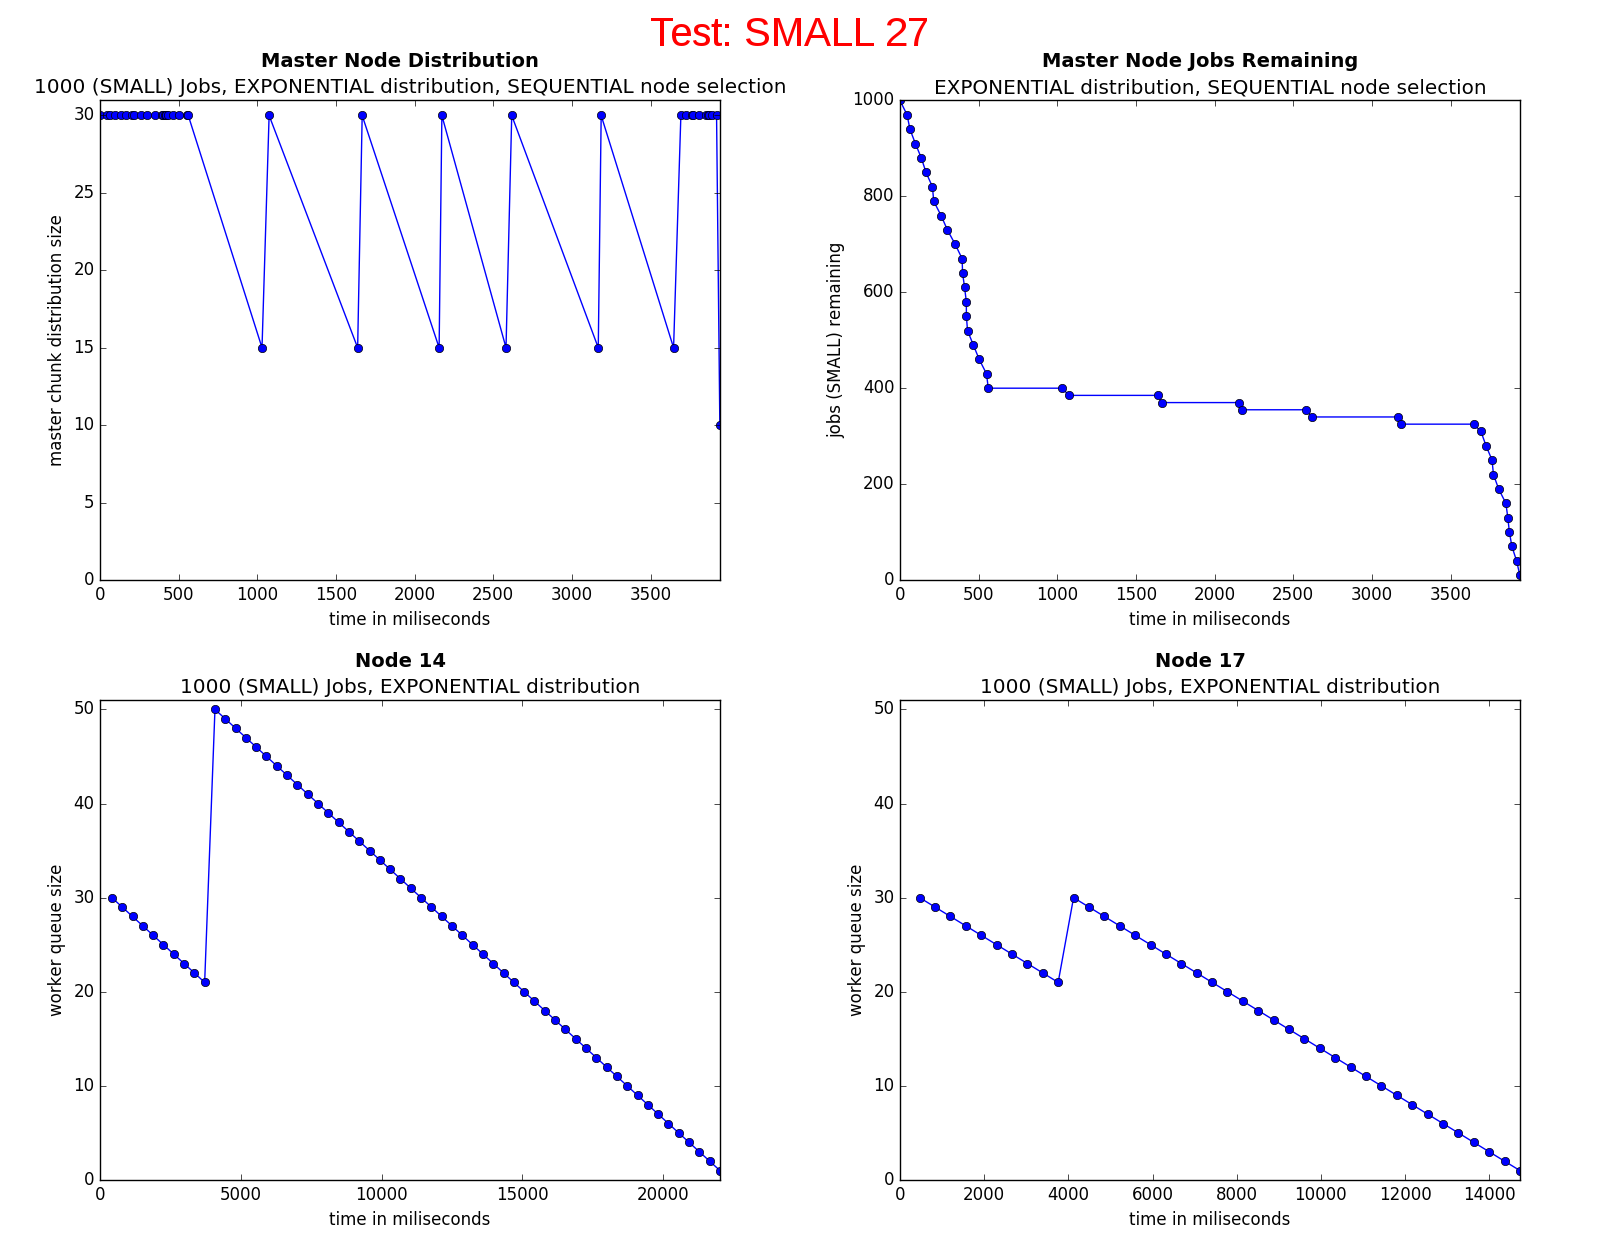 Test: SMALL 27
Master Node Distribution
1000 (SMALL) Jobs, EXPONENTIAL distribution, SEQUENTIAL node selection
30
25
20
15
10
5
0
master chunk distribution size
0 500 1000 1500 2000 2500 3000 3500
time in miliseconds
Master Node Jobs Remaining
EXPONENTIAL distribution, SEQUENTIAL node selection
1000
800
600
400
200
0
jobs (SMALL) remaining
0 500 1000 1500 2000 2500 3000 3500
time in miliseconds
Node 14
1000 (SMALL) Jobs, EXPONENTIAL distribution
50
40
30
20
10
0
worker queue size
0 5000 10000 15000 20000
time in miliseconds
Node 17
1000 (SMALL) Jobs, EXPONENTIAL distribution
50
40
30
20
10
0
worker queue size
0 2000 4000 6000 8000 10000 12000 14000
time in miliseconds